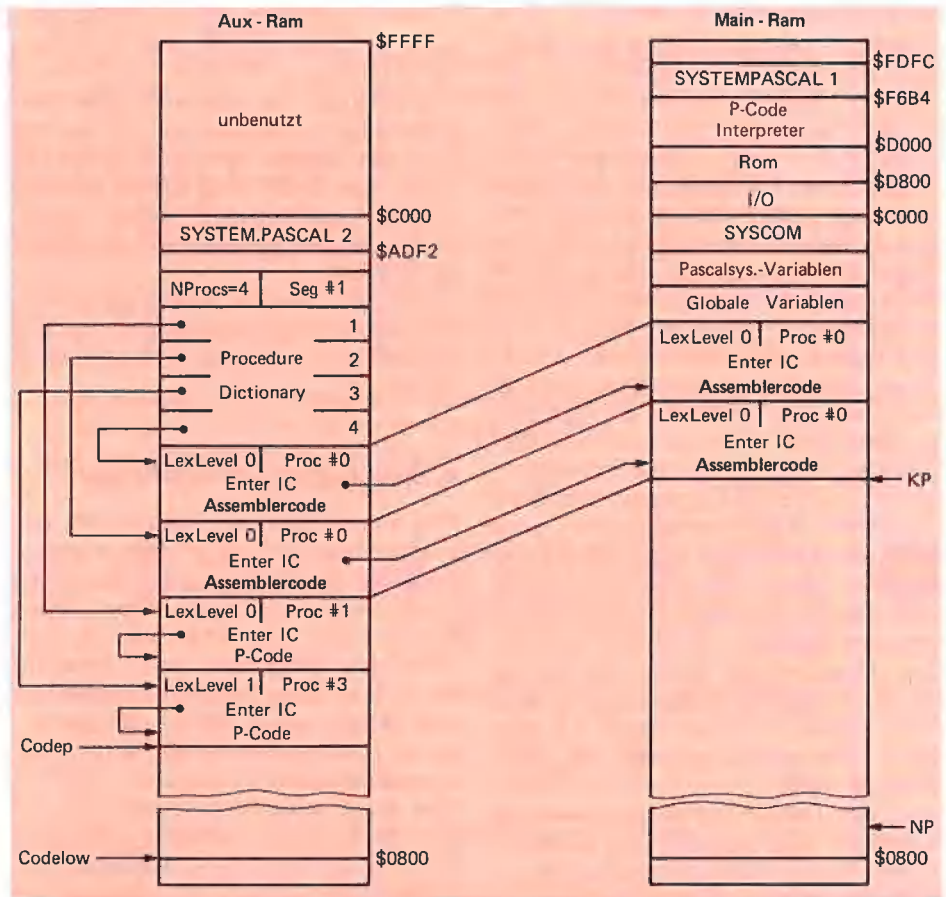 Aux - Ram
$FFFF
unbenutzt
$C000
SYSTEM.PASCAL 2
$ADF2
NProcs=4 Seg #1
1
Procedure 2
Dictionary 3
4
LexLevel 0 Proc #0
Enter IC
Assemblercode
LexLevel 0 Proc #0
Enter IC
Assemblercode
LexLevel 0 Proc #1
Enter IC
P-Code
LexLevel 1 Proc #3
Enter IC
P-Code
Codep
Codelow
$0800
Main - Ram
$FDFC
SYSTEMPASCAL 1
$F6B4
P-Code
Interpreter
$D000
Rom
$D800
I/O
$C000
SYSCOM
Pascalsys.-Variablen
Globale Variablen
LexLevel 0 Proc #0
Enter IC
Assemblercode
LexLevel 0 Proc #0
Enter IC
Assemblercode
KP
NP
$0800